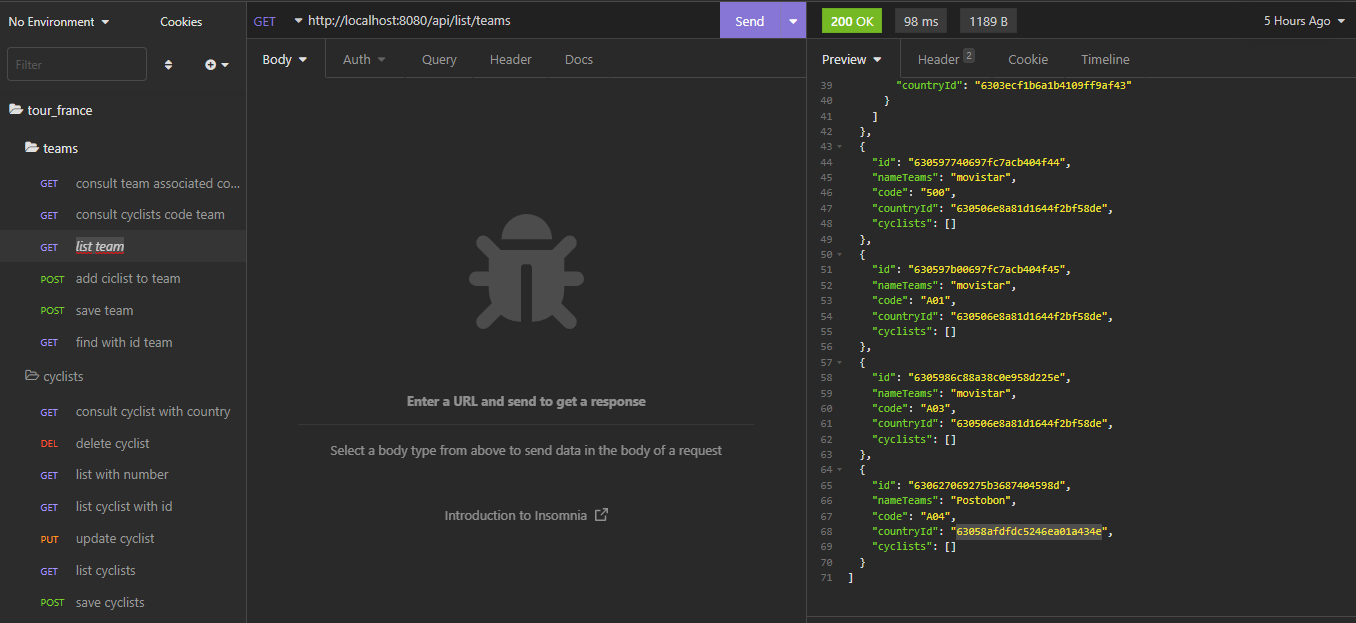 No Environment
Cookies
Filter
tour_france
teams
GET consult team associated co...
GET consult cyclists code team
GET list team
POST add ciclist to team
POST save team
GET find with id team
cyclists
GET consult cyclist with country
DEL delete cyclist
GET list with number
GET list cyclist with id
PUT update cyclist
GET list cyclists
POST save cyclists
GET http://localhost:8080/api/list/teams Send
Body Auth Query Header Docs
Enter a URL and send to get a response
Select a body type from above to send data in the body of a request
Introduction to Insomnia
200 OK 98 ms 1189 B 5 Hours Ago
Preview Header 2 Cookie Timeline
39 "countryId": "6303ecf1b6a1b4109ff9af43"
40 }
41 ]
42 },
43 {
44 "id": "630597740697fc7acb404f44",
45 "nameTeams": "movistar",
46 "code": "500",
47 "countryId": "630506e8a81d1644f2bf58de",
48 "cyclists": []
49 },
50 {
51 "id": "630597b00697fc7acb404f45",
52 "nameTeams": "movistar",
53 "code": "A01",
54 "countryId": "630506e8a81d1644f2bf58de",
55 "cyclists": []
56 },
57 {
58 "id": "6305986c88a38c0e958d225e",
59 "nameTeams": "movistar",
60 "code": "A03",
61 "countryId": "630506e8a81d1644f2bf58de",
62 "cyclists": []
63 },
64 {
65 "id": "630627069275b3687404598d",
66 "nameTeams": "Postobon",
67 "code": "A04",
68 "countryId": "63058afdfdc5246ea01a434e",
69 "cyclists": []
70 }
71 ]